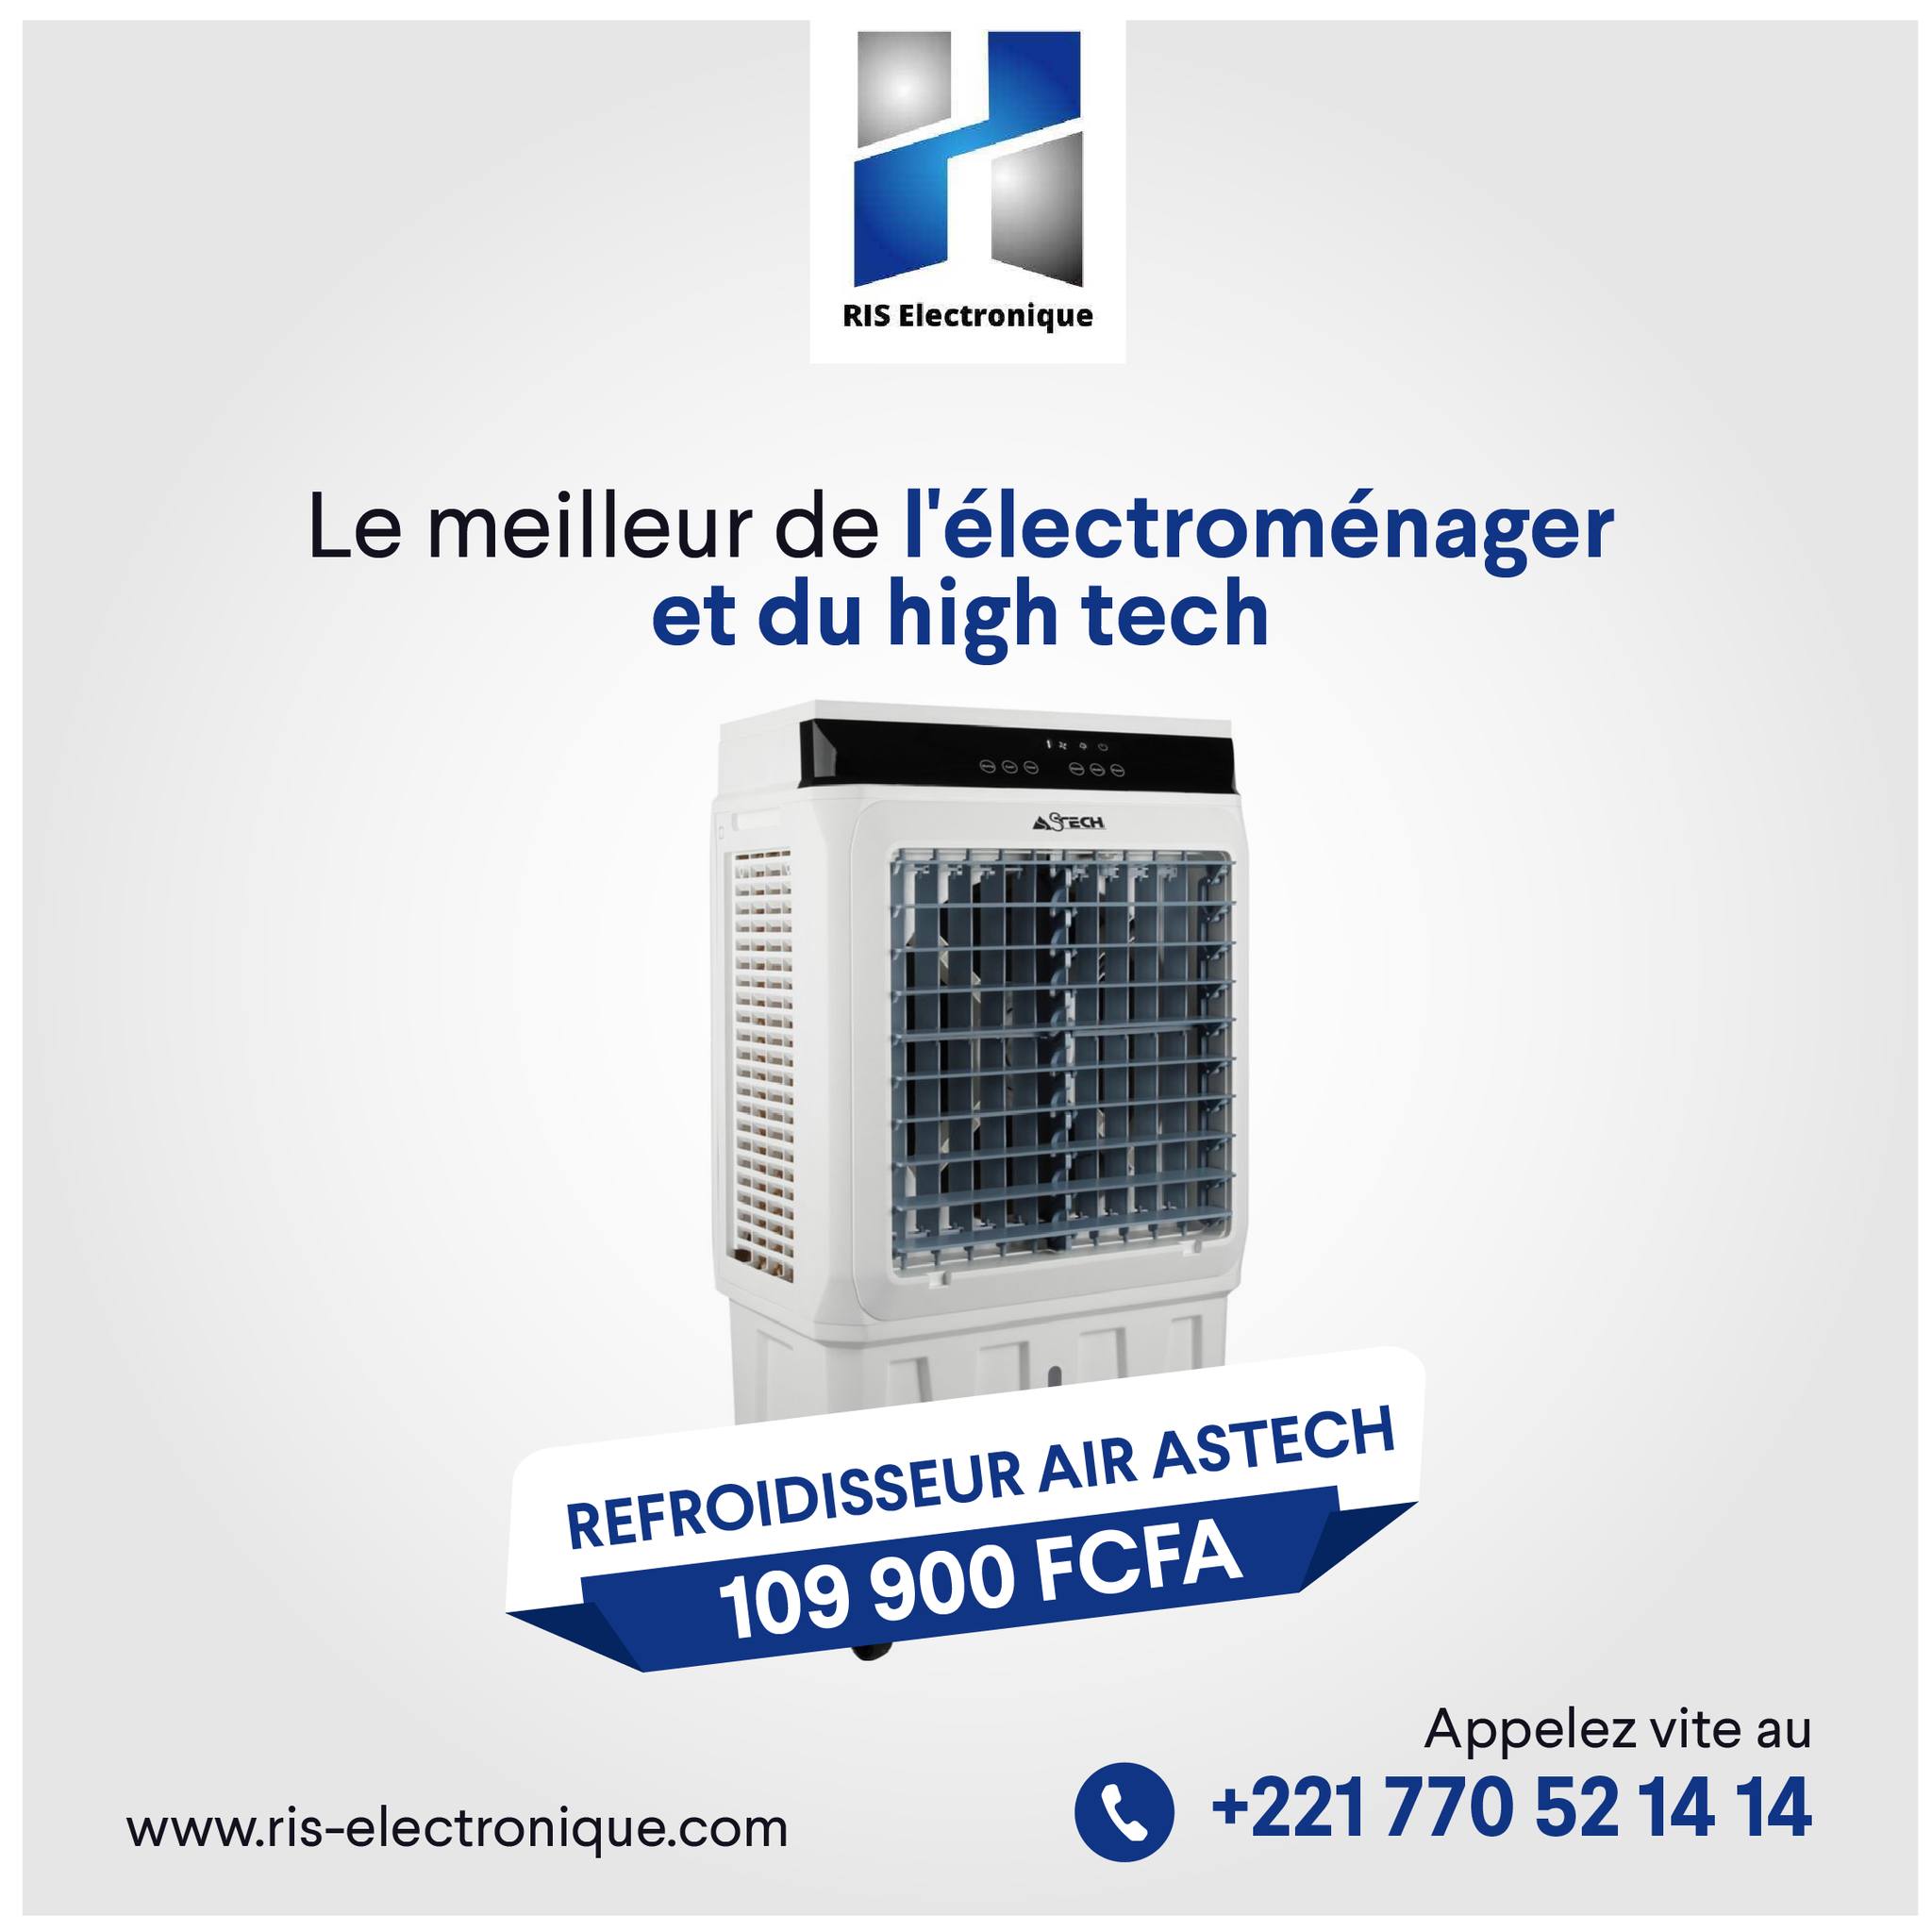 RIS Electronique
Le meilleur de l'électroménager
et du high tech
ASTECH
REFROIDISSEUR AIR ASTECH
109 900 FCFA
Appelez vite au
+221 770 52 14 14
www.ris-electronique.com